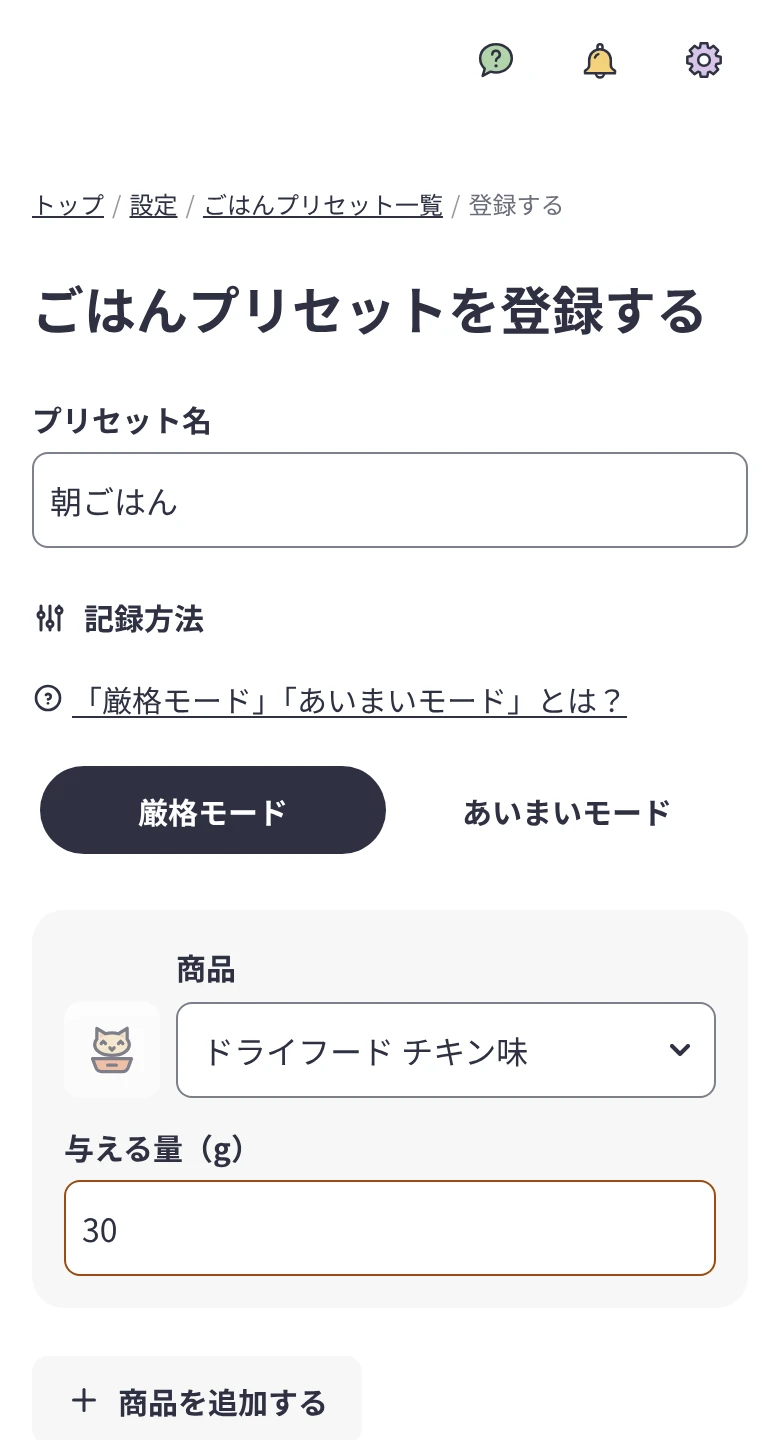 トップ / 設定 / ごはんプリセット一覧 / 登録する
ごはんプリセットを登録する
プリセット名
朝ごはん
記録方法
「厳格モード」「あいまいモード」とは？
厳格モード あいまいモード
商品
ドライフード チキン味
与える量（g）
30
商品を追加する